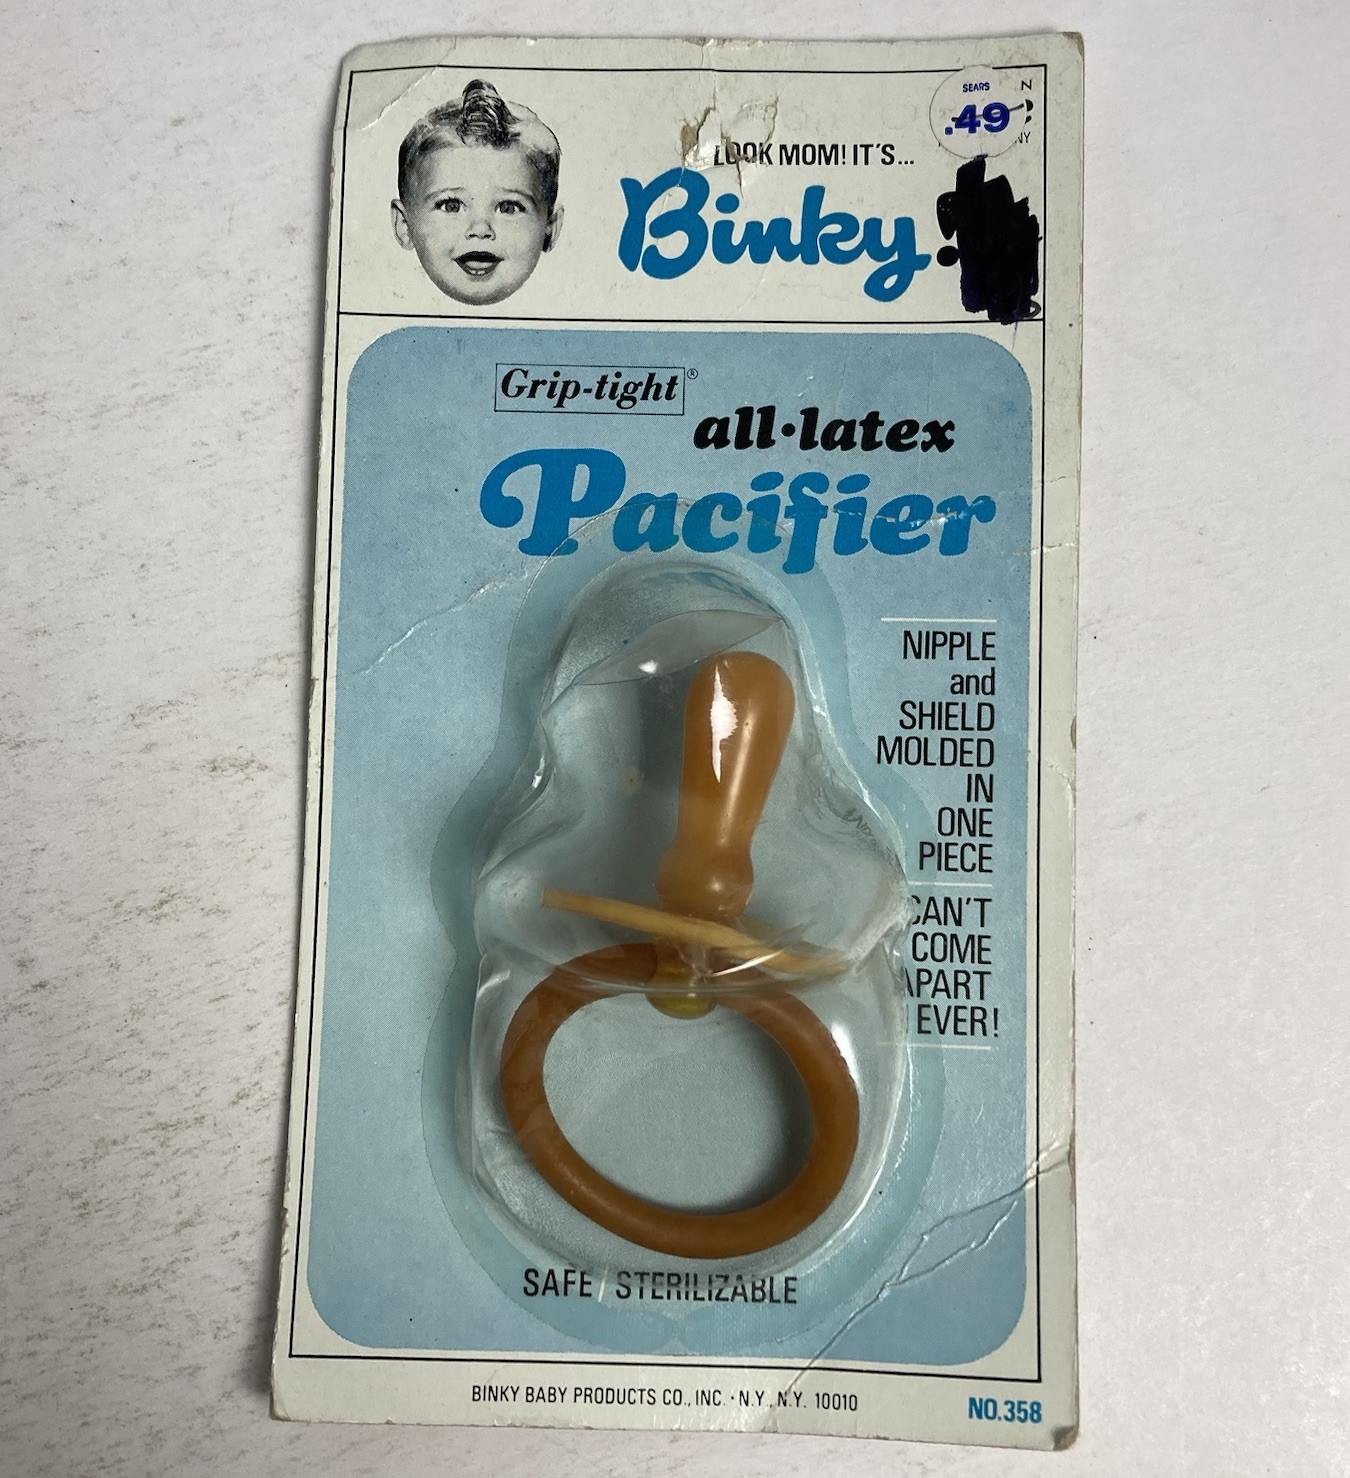 SEARS
.49
N
NY
LOOK MOM! IT'S...
Binky
Grip-tight®
all•latex
Pacifier
NIPPLE
and
SHIELD
MOLDED
IN
ONE
PIECE
CAN'T
COME
APART
EVER!
SAFE / STERILIZABLE
BINKY BABY PRODUCTS CO., INC. • N.Y., N.Y. 10010
NO.358